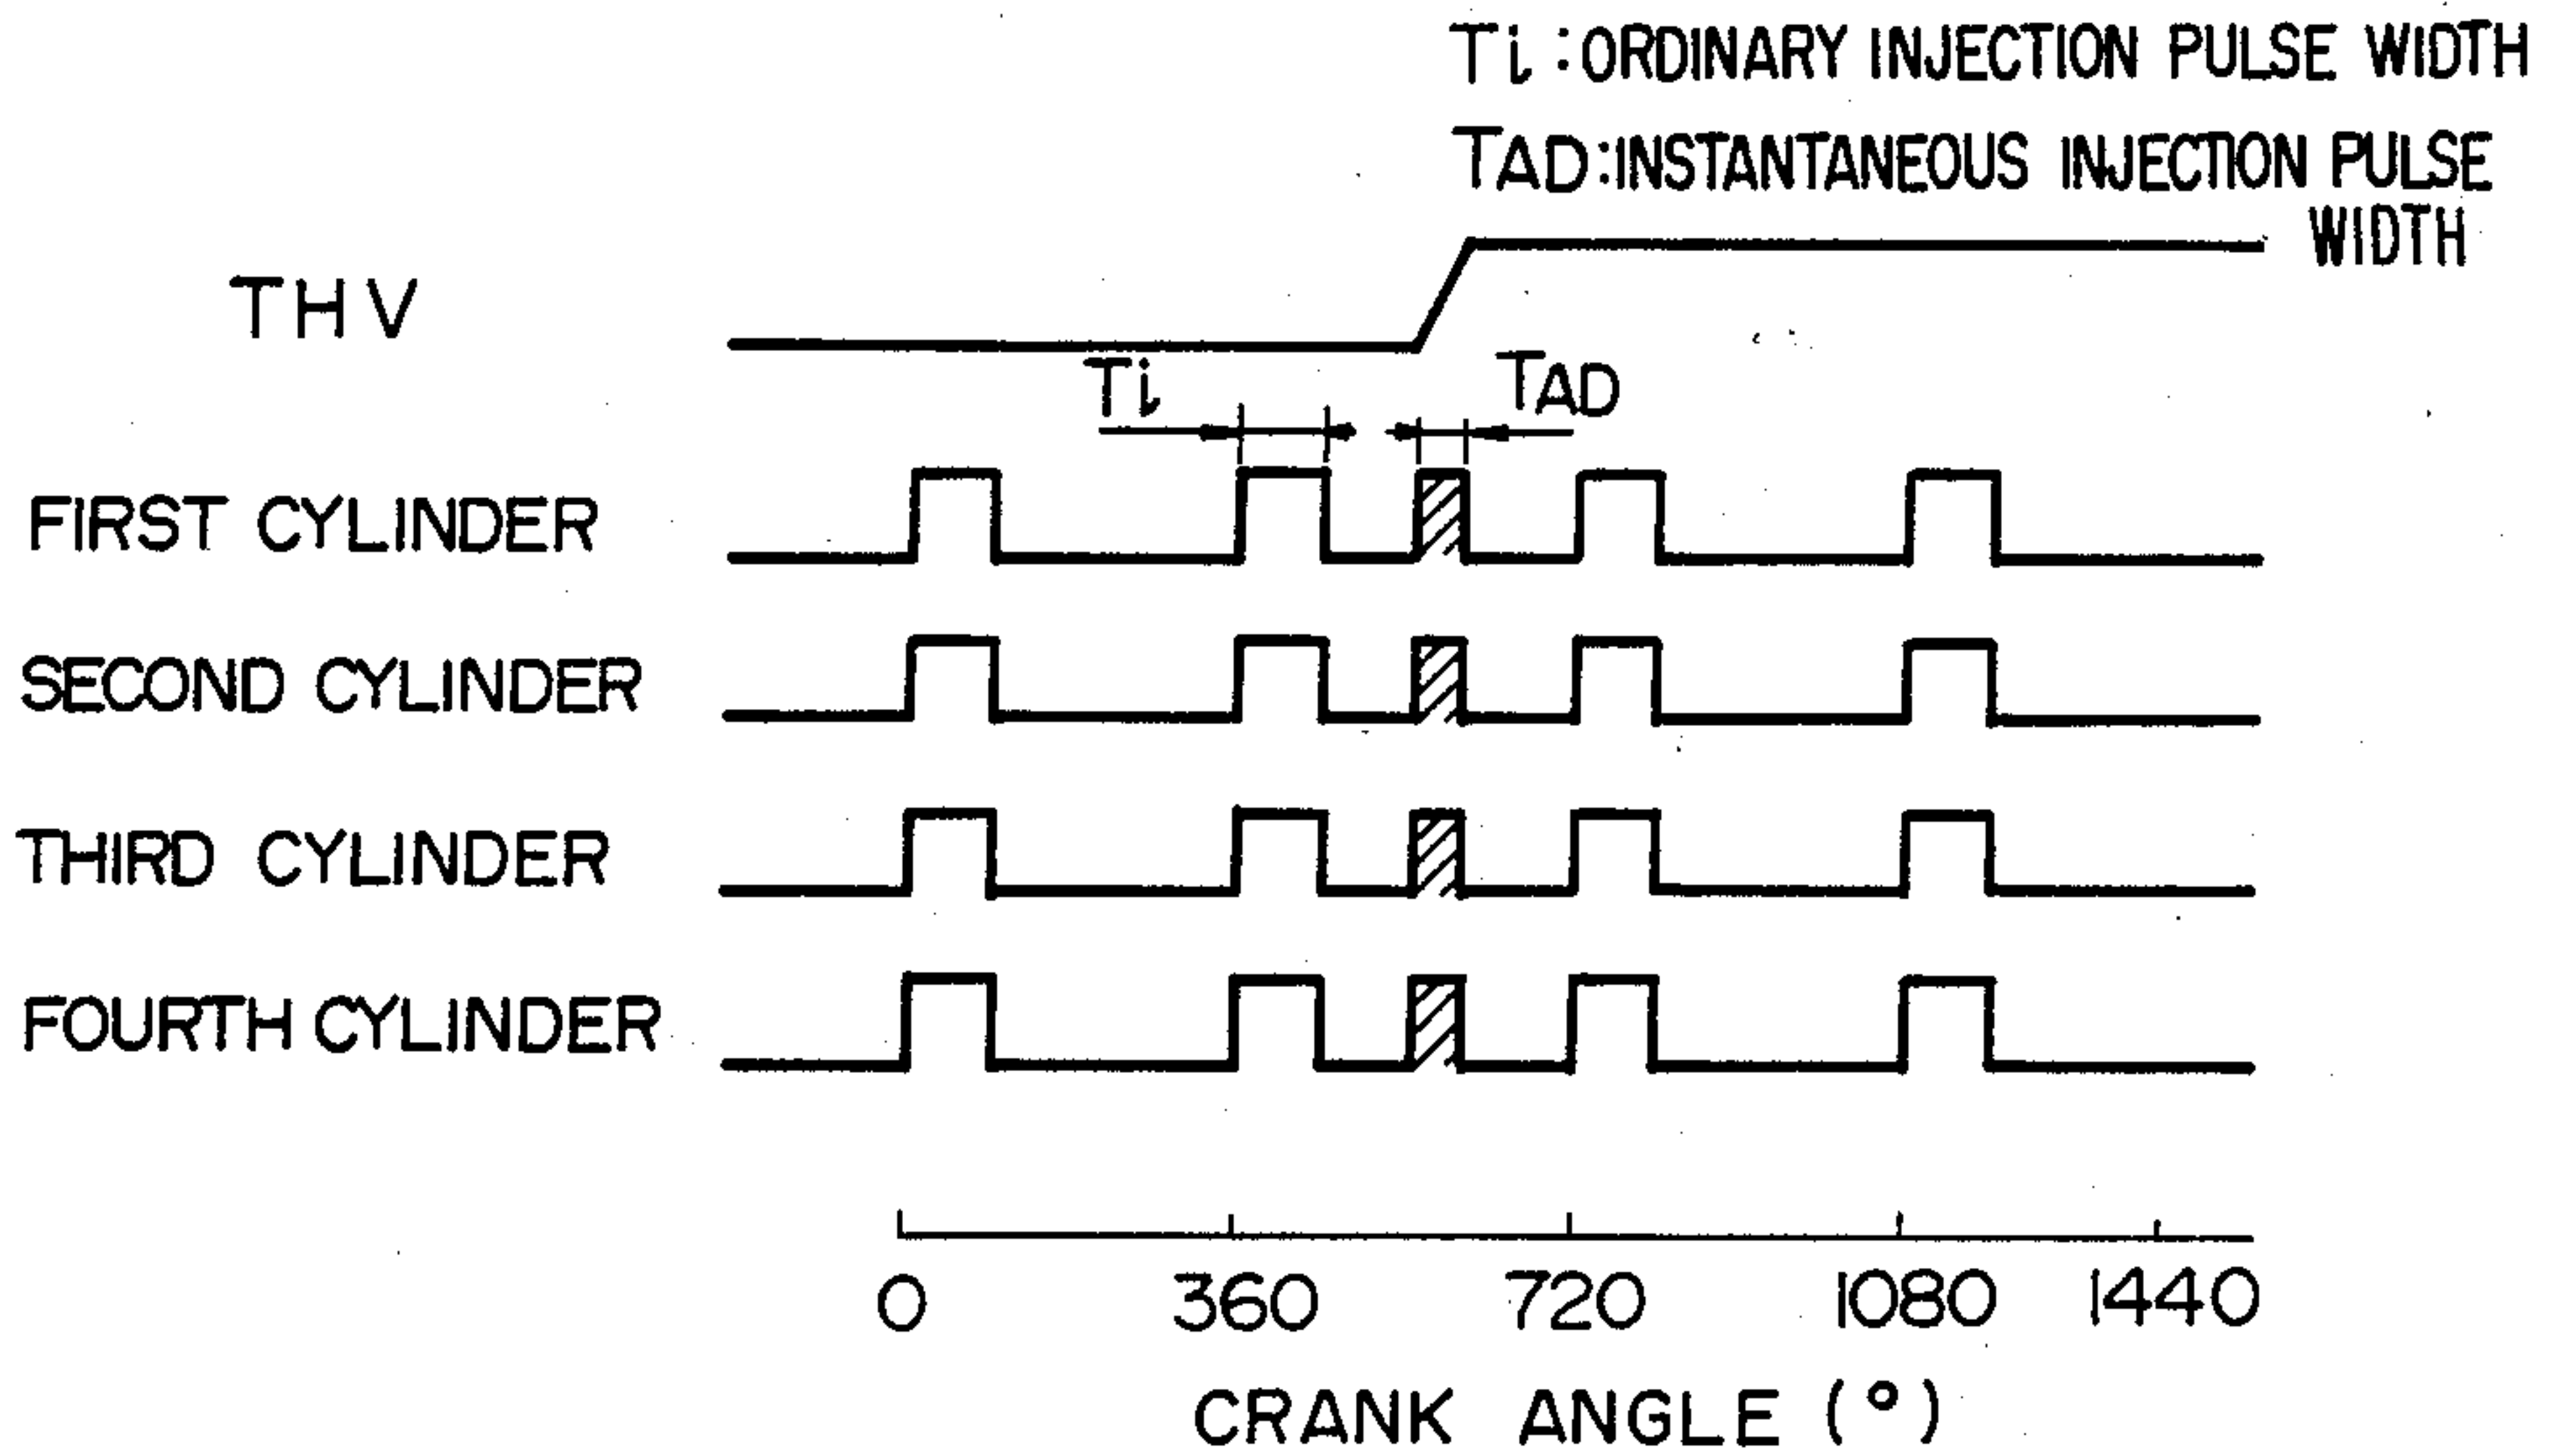 Ti : ORDINARY INJECTION PULSE WIDTH
TAD: INSTANTANEOUS INJECTION PULSE
WIDTH
THV
Ti
TAD
FIRST CYLINDER
SECOND CYLINDER
THIRD CYLINDER
FOURTH CYLINDER
0 360 720 1080 1440
CRANK ANGLE (°)